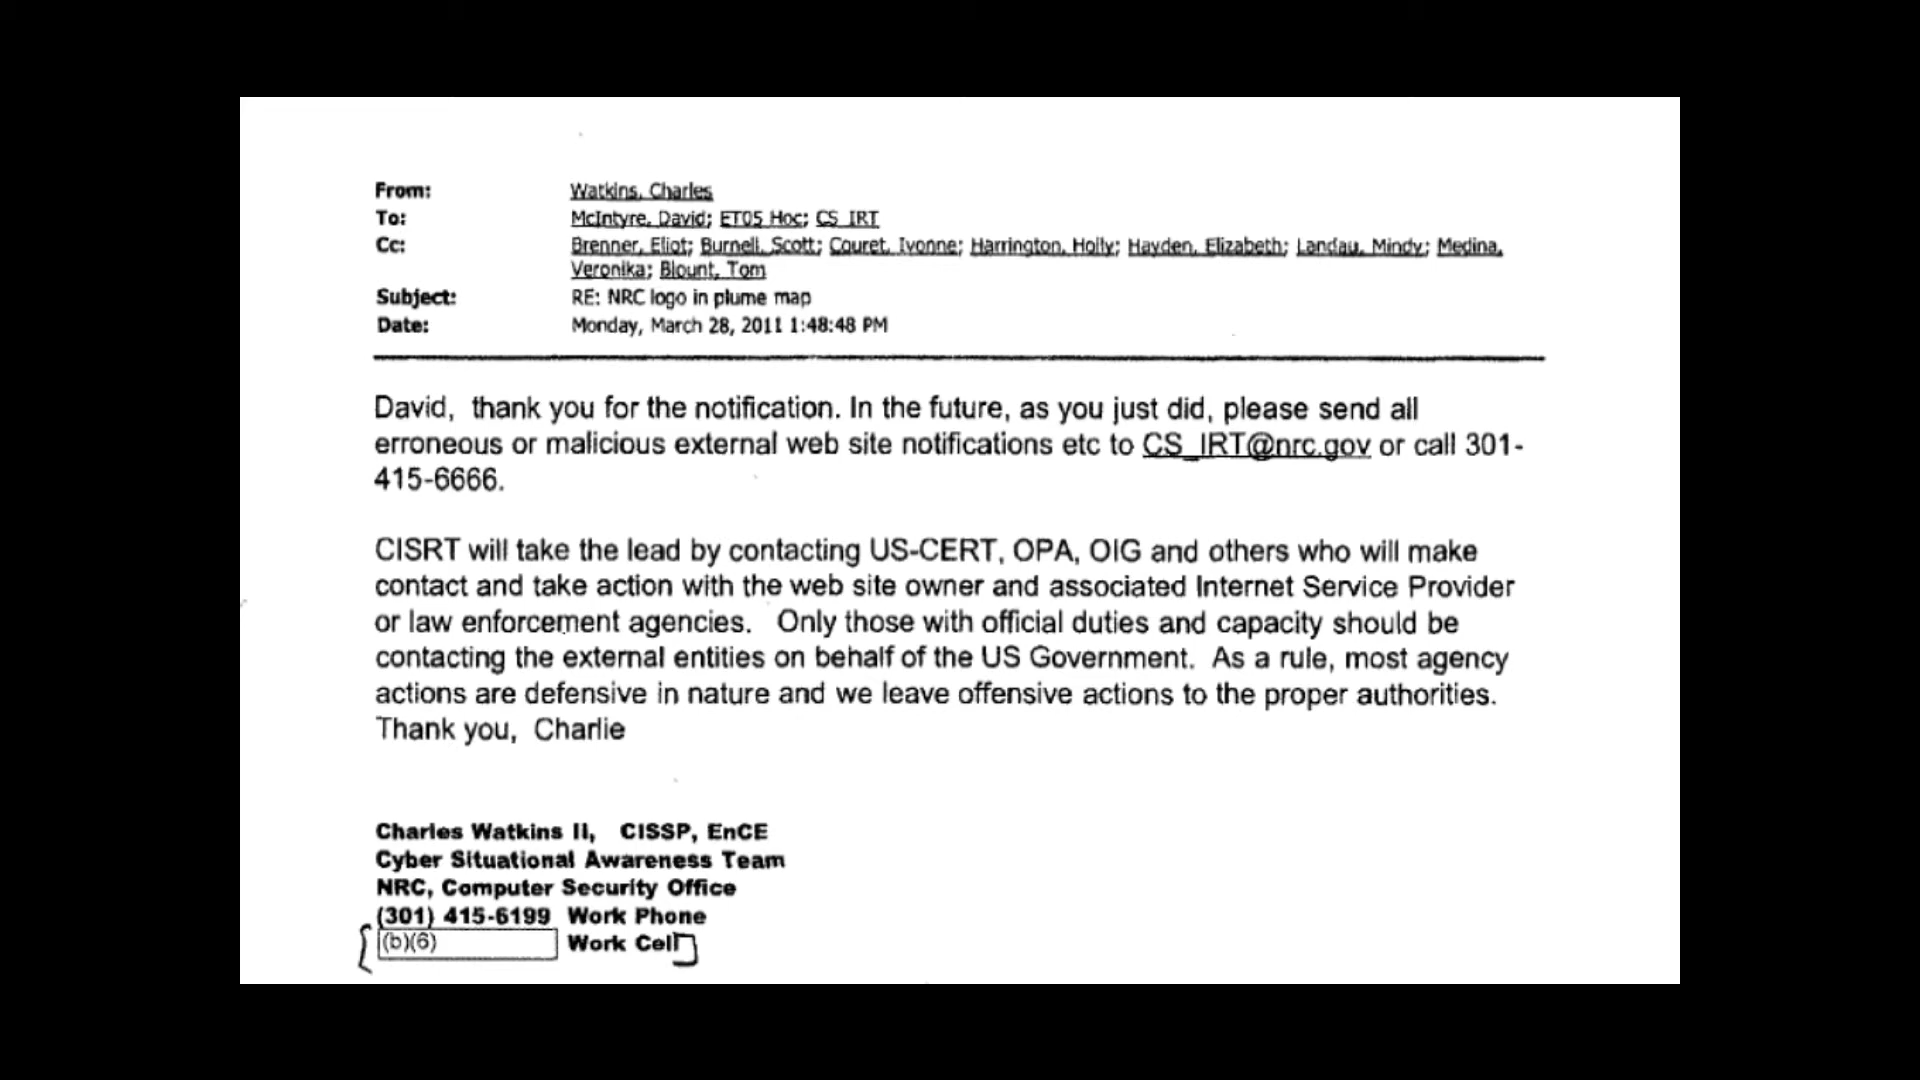 From: Watkins, Charles
To: McIntyre, David; ET05 Hoc; CS IRT
Cc: Brenner, Eliot; Burnell, Scott; Couret, Ivonne; Harrington, Holly; Hayden, Elizabeth; Landau, Mindy; Medina,
Veronika; Blount, Tom
Subject: RE: NRC logo in plume map
Date: Monday, March 28, 2011 1:48:48 PM
David, thank you for the notification. In the future, as you just did, please send all
erroneous or malicious external web site notifications etc to CS_IRT@nrc.gov or call 301-
415-6666.
CISRT will take the lead by contacting US-CERT, OPA, OIG and others who will make
contact and take action with the web site owner and associated Internet Service Provider
or law enforcement agencies. Only those with official duties and capacity should be
contacting the external entities on behalf of the US Government. As a rule, most agency
actions are defensive in nature and we leave offensive actions to the proper authorities.
Thank you, Charlie
Charles Watkins II, CISSP, EnCE
Cyber Situational Awareness Team
NRC, Computer Security Office
(301) 415-6199 Work Phone
(b)(6) Work Cell